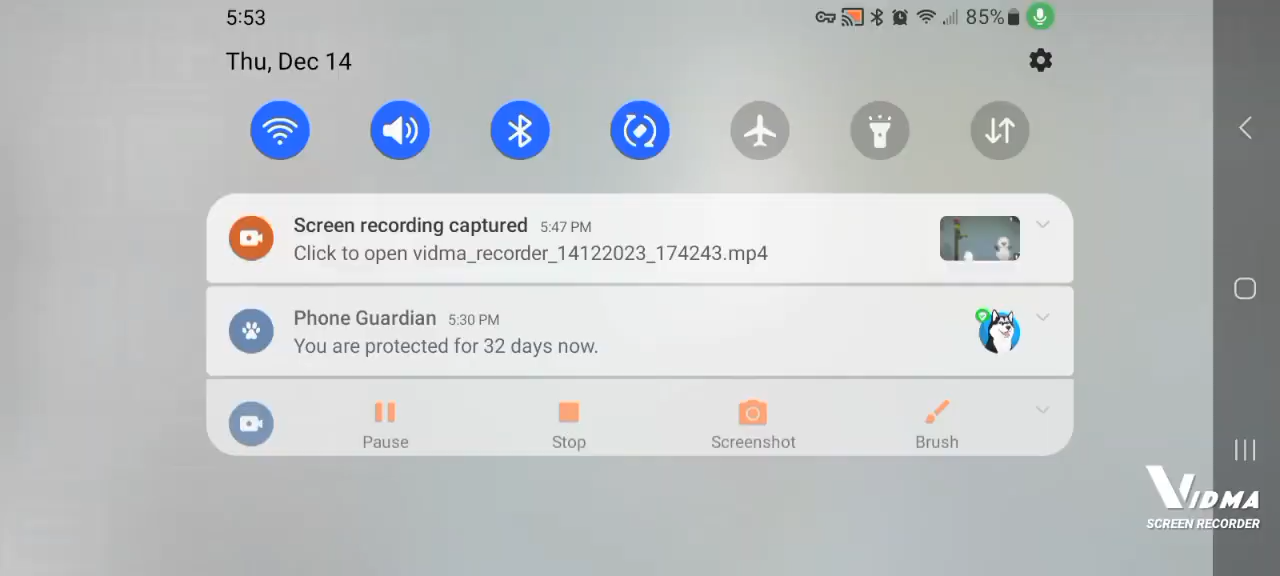 5:53
85%
Thu, Dec 14
Screen recording captured 5:47 PM
Click to open vidma_recorder_14122023_174243.mp4
Phone Guardian 5:30 PM
You are protected for 32 days now.
Pause Stop Screenshot Brush
VIDMA
SCREEN RECORDER